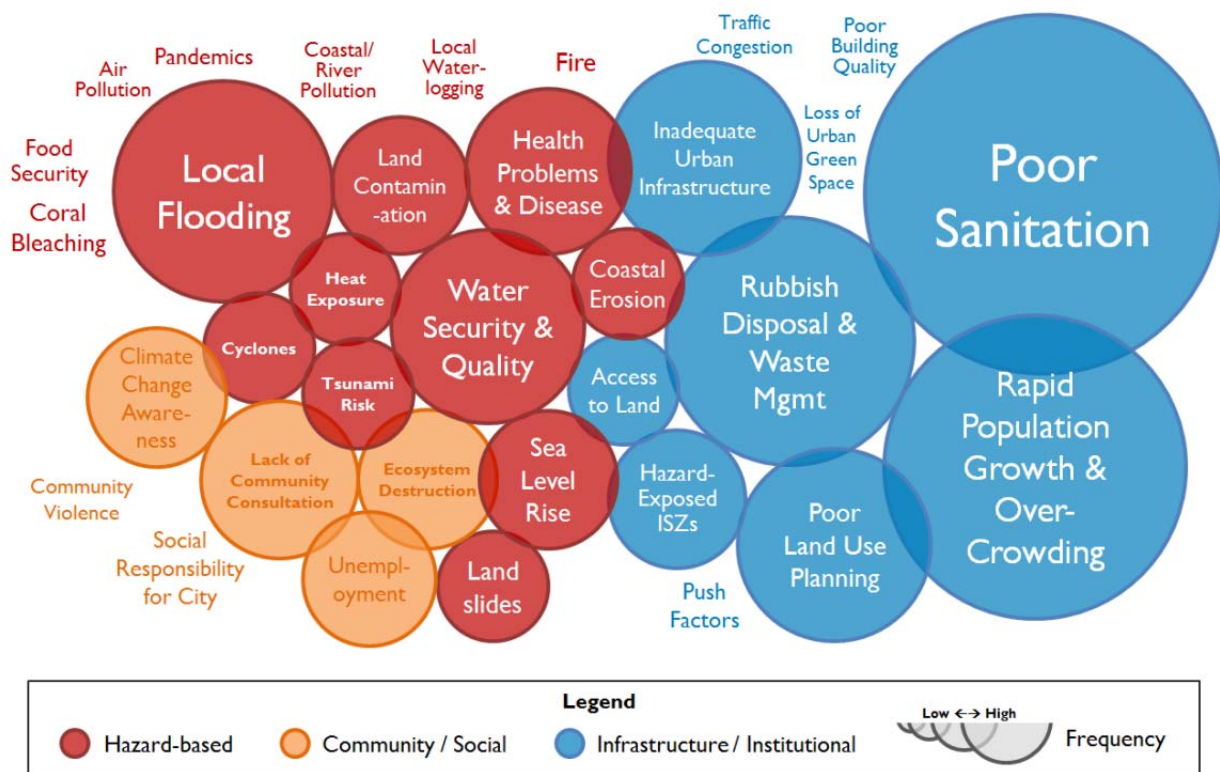 Air
Pollution
Pandemics
Coastal/
River
Pollution
Local
Water-
logging
Fire
Traffic
Congestion
Poor
Building
Quality
Food
Security
Coral
Bleaching
Local
Flooding
Land
Contamin
-ation
Health
Problems
& Disease
Inadequate
Urban
Infrastructure
Loss of
Urban
Green
Space
Poor
Sanitation
Heat
Exposure
Water
Security &
Quality
Coastal
Erosion
Rubbish
Disposal &
Waste
Mgmt
Cyclones
Climate
Change
Aware-
ness
Tsunami
Risk
Access
to Land
Rapid
Population
Growth &
Over-
Crowding
Lack of
Community
Consultation
Ecosystem
Destruction
Sea
Level
Rise
Hazard-
Exposed
ISZs
Poor
Land Use
Planning
Community
Violence
Social
Responsibility
for City
Unempl-
oyment
Land
slides
Push
Factors
Legend
Hazard-based
Community / Social
Infrastructure / Institutional
Low ←→ High
Frequency